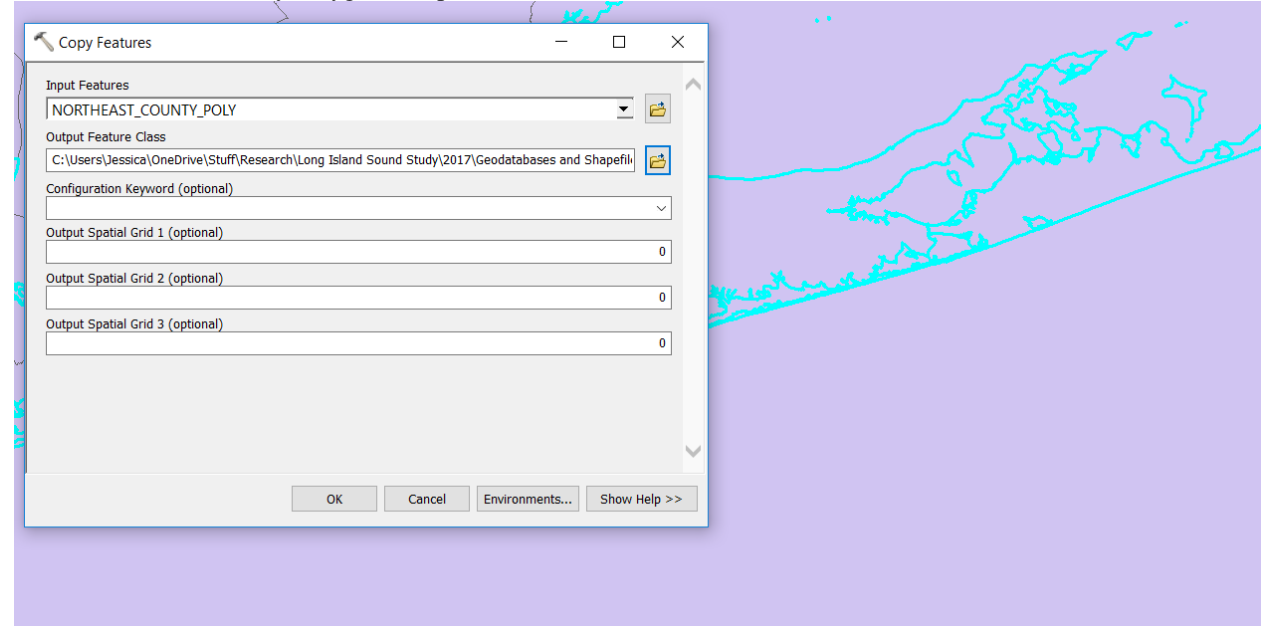 Copy Features
Input Features
NORTHEAST_COUNTY_POLY
Output Feature Class
C:\Users\Jessica\OneDrive\Stuff\Research\Long Island Sound Study\2017\Geodatabases and Shapefil
Configuration Keyword (optional)
Output Spatial Grid 1 (optional)
0
Output Spatial Grid 2 (optional)
0
Output Spatial Grid 3 (optional)
0
OK Cancel Environments... Show Help >>